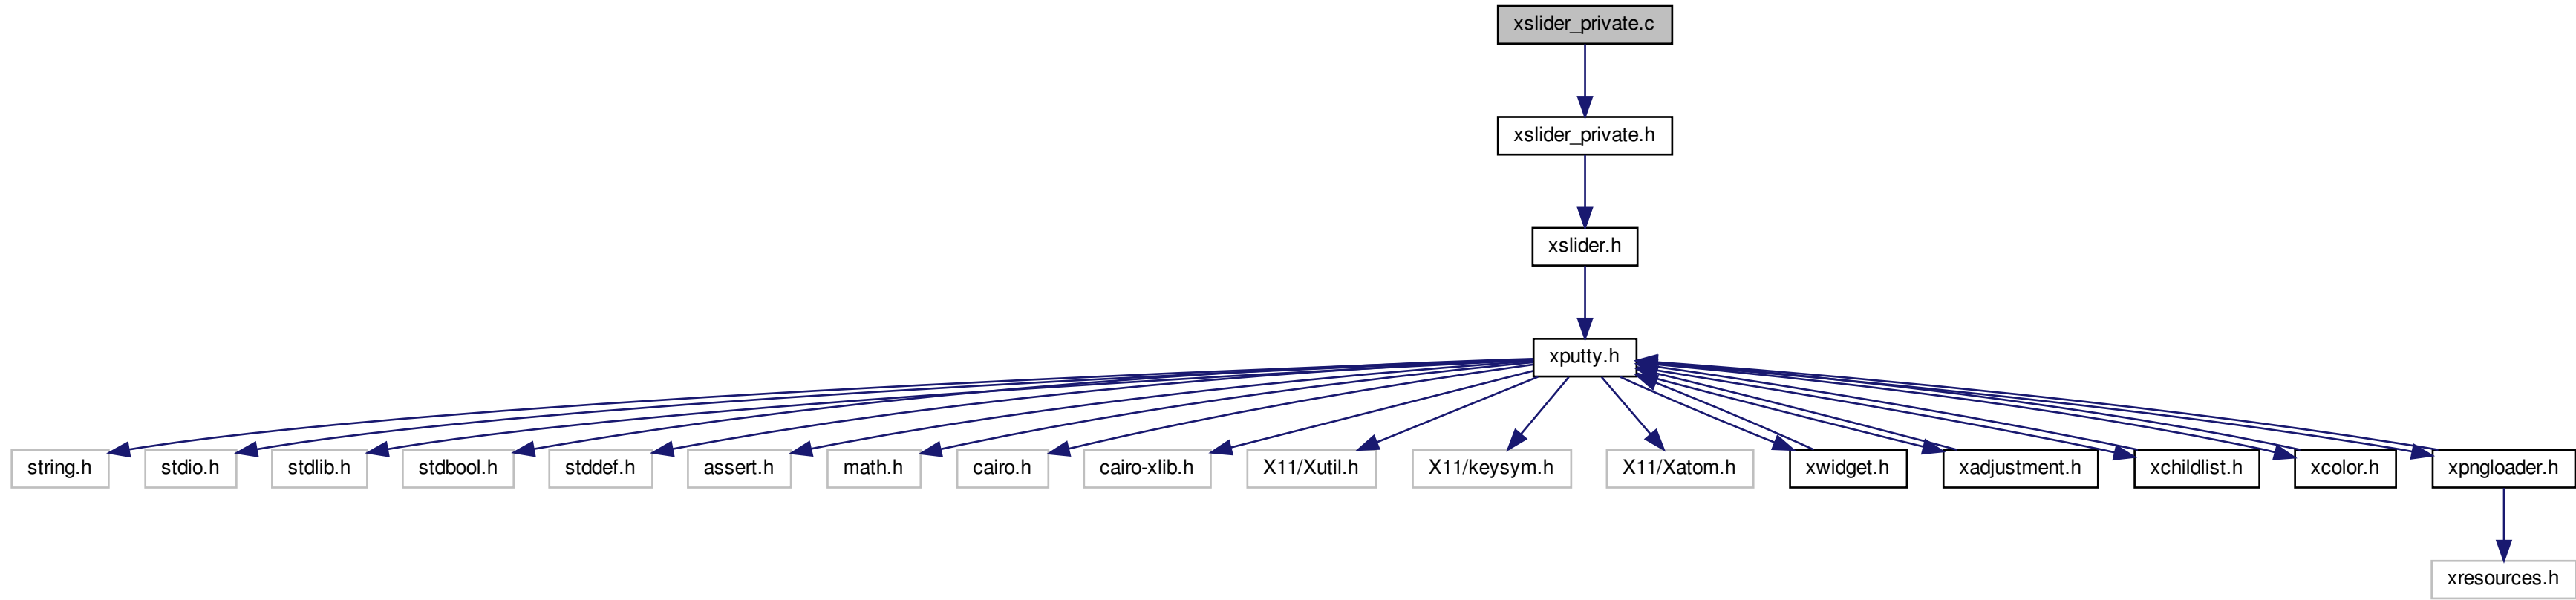 xslider_private.c
xslider_private.h
xslider.h
xputty.h
string.h
stdio.h
stdlib.h
stdbool.h
stddef.h
assert.h
math.h
cairo.h
cairo-xlib.h
X11/Xutil.h
X11/keysym.h
X11/Xatom.h
xwidget.h
xadjustment.h
xchildlist.h
xcolor.h
xpngloader.h
xresources.h